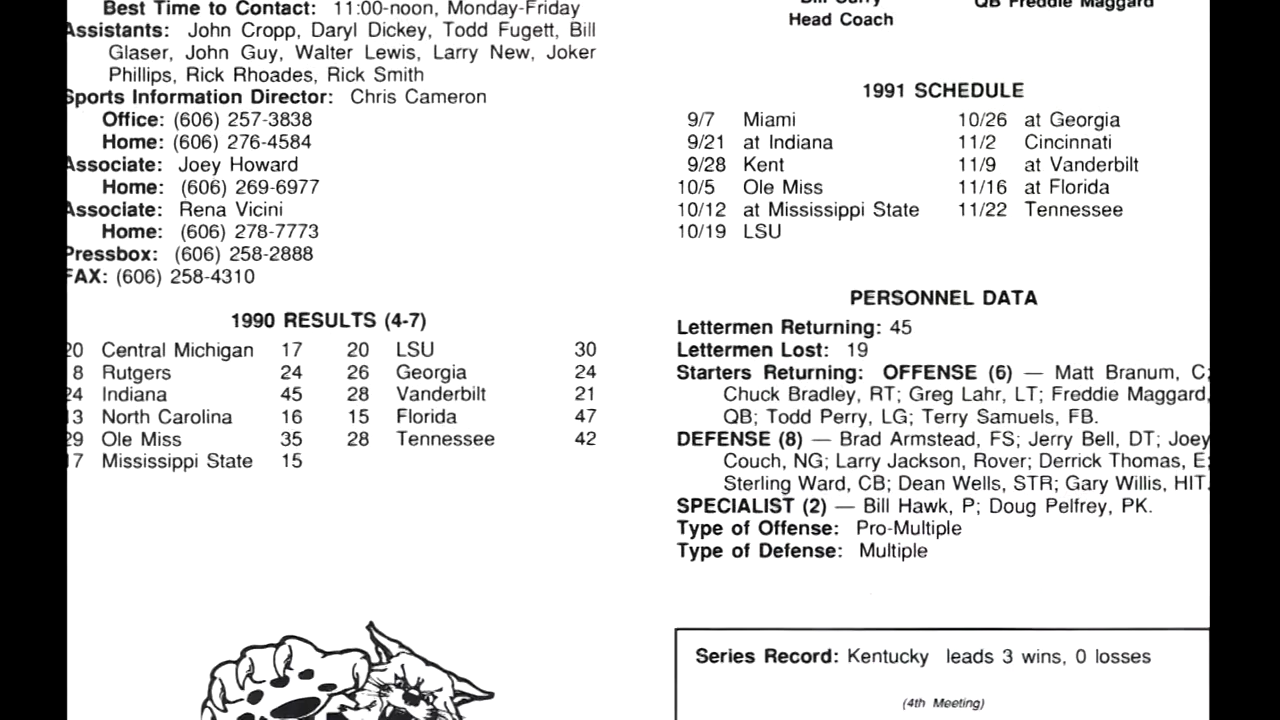 Best Time to Contact: 11:00-noon, Monday-Friday
Assistants: John Cropp, Daryl Dickey, Todd Fugett, Bill
Glaser, John Guy, Walter Lewis, Larry New, Joker
Phillips, Rick Rhoades, Rick Smith
Sports Information Director: Chris Cameron
Office: (606) 257-3838
Home: (606) 276-4584
Associate: Joey Howard
Home: (606) 269-6977
Associate: Rena Vicini
Home: (606) 278-7773
Pressbox: (606) 258-2888
FAX: (606) 258-4310
1990 RESULTS (4-7)
20 Central Michigan 17 20 LSU 30
8 Rutgers 24 26 Georgia 24
24 Indiana 45 28 Vanderbilt 21
13 North Carolina 16 15 Florida 47
29 Ole Miss 35 28 Tennessee 42
17 Mississippi State 15
QB Freddie Maggard
Head Coach
1991 SCHEDULE
9/7 Miami 10/26 at Georgia
9/21 at Indiana 11/2 Cincinnati
9/28 Kent 11/9 at Vanderbilt
10/5 Ole Miss 11/16 at Florida
10/12 at Mississippi State 11/22 Tennessee
10/19 LSU
PERSONNEL DATA
Lettermen Returning: 45
Lettermen Lost: 19
Starters Returning: OFFENSE (6) — Matt Branum, C;
Chuck Bradley, RT; Greg Lahr, LT; Freddie Maggard,
QB; Todd Perry, LG; Terry Samuels, FB.
DEFENSE (8) — Brad Armstead, FS; Jerry Bell, DT; Joey
Couch, NG; Larry Jackson, Rover; Derrick Thomas, E;
Sterling Ward, CB; Dean Wells, STR; Gary Willis, HIT.
SPECIALIST (2) — Bill Hawk, P; Doug Pelfrey, PK.
Type of Offense: Pro-Multiple
Type of Defense: Multiple
Series Record: Kentucky leads 3 wins, 0 losses
(4th Meeting)